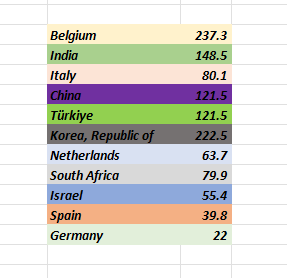 Belgium 237.3
India 148.5
Italy 80.1
China 121.5
Türkiye 121.5
Korea, Republic of 222.5
Netherlands 63.7
South Africa 79.9
Israel 55.4
Spain 39.8
Germany 22